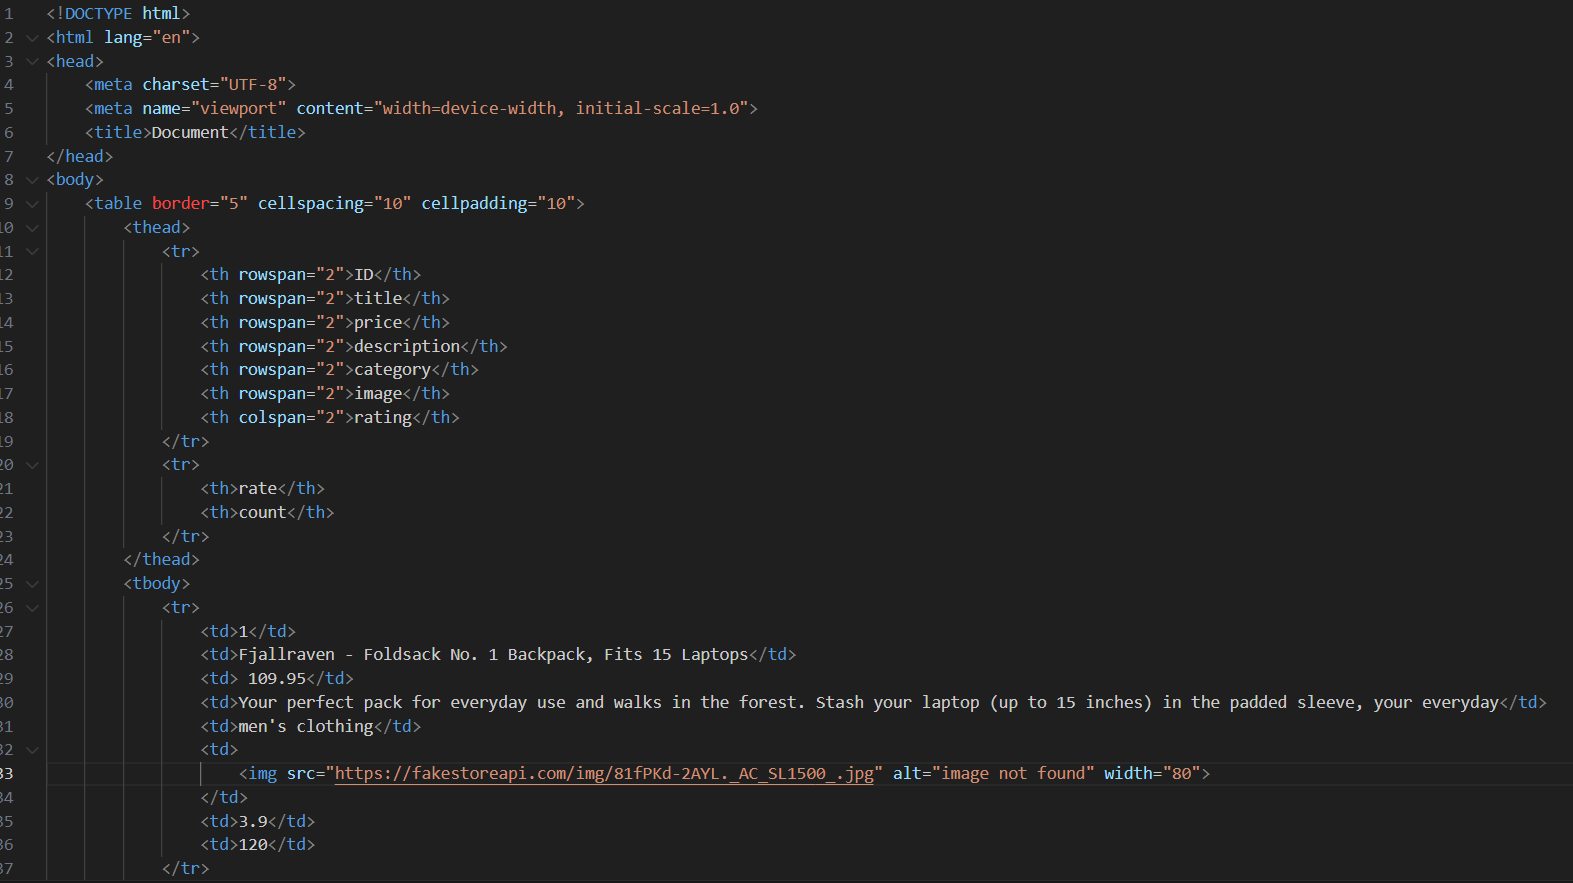 1 <!DOCTYPE html>
2 <html lang="en">
3 <head>
4 <meta charset="UTF-8">
5 <meta name="viewport" content="width=device-width, initial-scale=1.0">
6 <title>Document</title>
7 </head>
8 <body>
9 <table border="5" cellspacing="10" cellpadding="10">
10 <thead>
11 <tr>
12 <th rowspan="2">ID</th>
13 <th rowspan="2">title</th>
14 <th rowspan="2">price</th>
15 <th rowspan="2">description</th>
16 <th rowspan="2">category</th>
17 <th rowspan="2">image</th>
18 <th colspan="2">rating</th>
19 </tr>
20 <tr>
21 <th>rate</th>
22 <th>count</th>
23 </tr>
24 </thead>
25 <tbody>
26 <tr>
27 <td>1</td>
28 <td>Fjallraven - Foldsack No. 1 Backpack, Fits 15 Laptops</td>
29 <td> 109.95</td>
30 <td>Your perfect pack for everyday use and walks in the forest. Stash your laptop (up to 15 inches) in the padded sleeve, your everyday</td>
31 <td>men's clothing</td>
32 <td>
33 <img src="https://fakestoreapi.com/img/81fPKd-2AYL._AC_SL1500_.jpg" alt="image not found" width="80">
34 </td>
35 <td>3.9</td>
36 <td>120</td>
37 </tr>